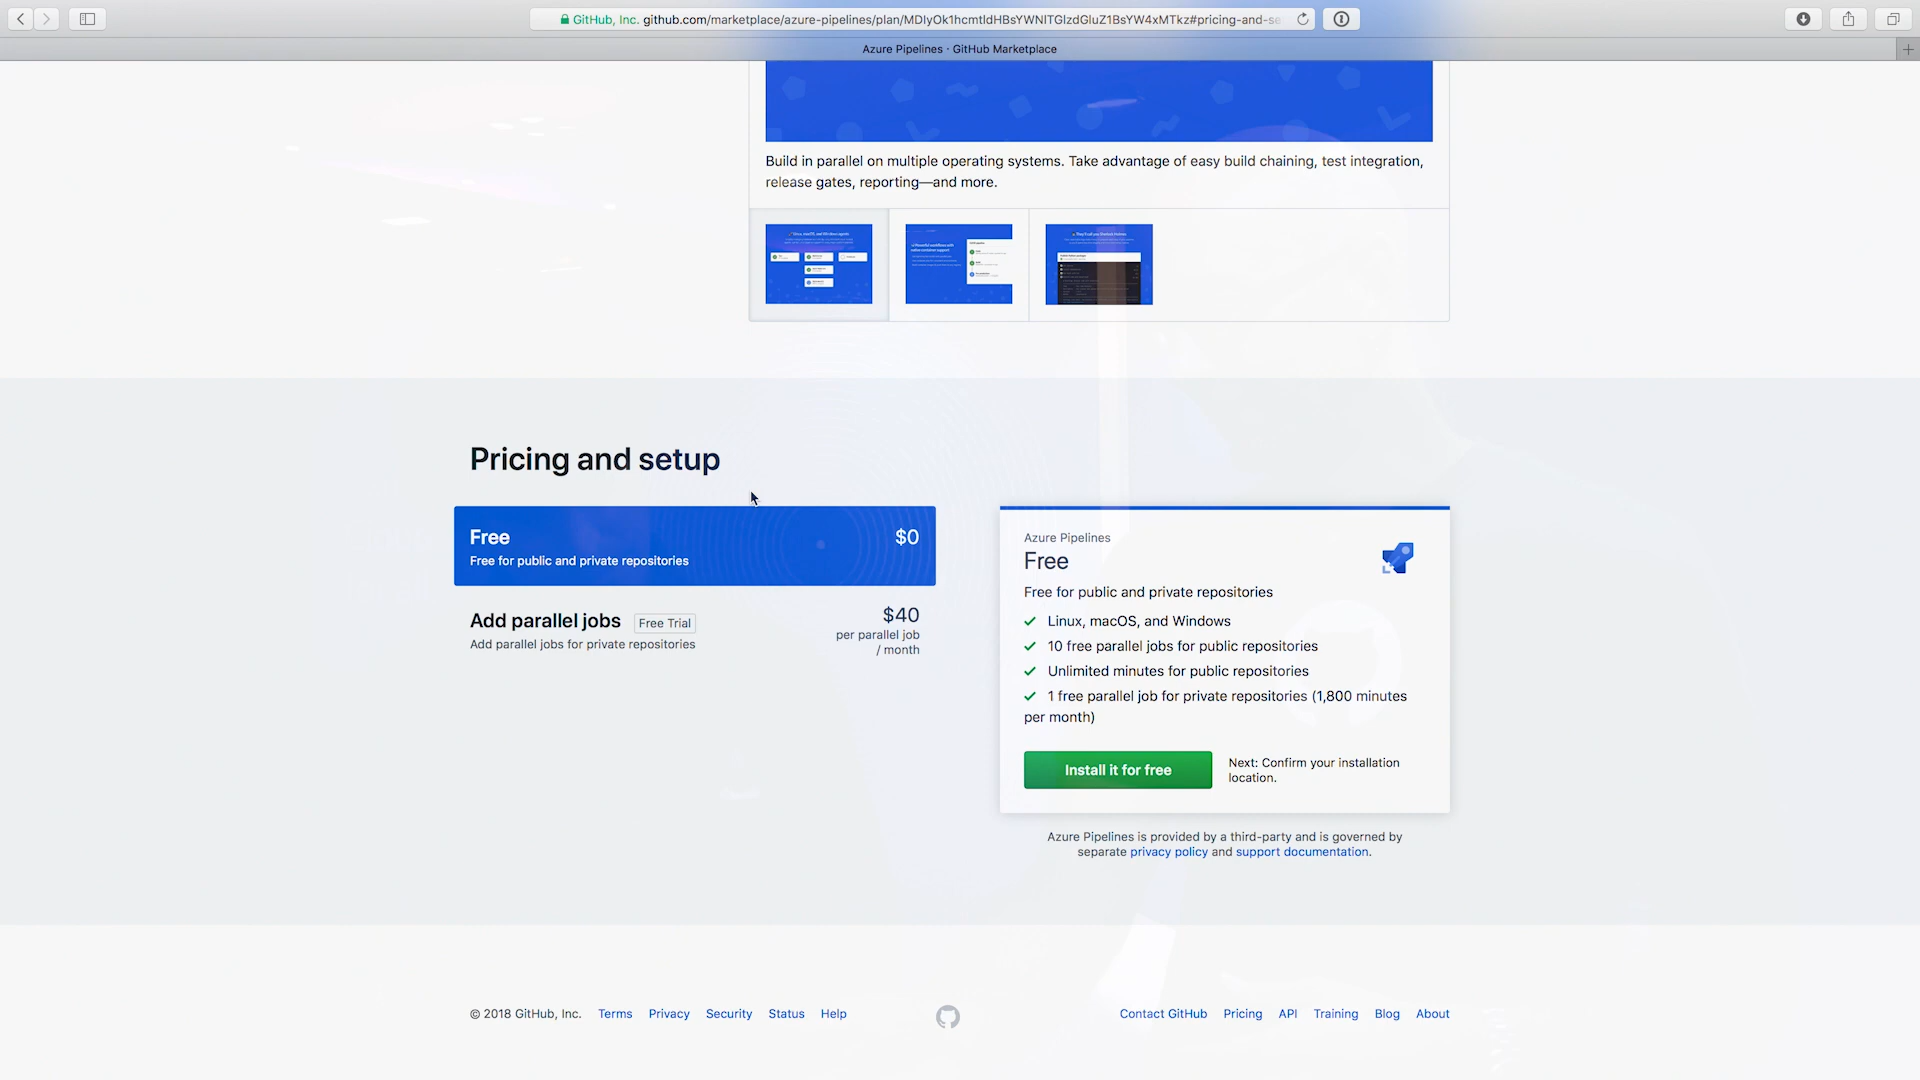 GitHub, Inc. github.com/marketplace/azure-pipelines/plan/MDIyOk1hcmtldHBsYWNlTGlzdGluZ1BsYW4xMTkz#pricing-and-se
Azure Pipelines · GitHub Marketplace
Build in parallel on multiple operating systems. Take advantage of easy build chaining, test integration,
release gates, reporting—and more.
Pricing and setup
Free
$0
Free for public and private repositories
Add parallel jobs
Free Trial
$40
Add parallel jobs for private repositories
per parallel job
/ month
Azure Pipelines
Free
Free for public and private repositories
Linux, macOS, and Windows
10 free parallel jobs for public repositories
Unlimited minutes for public repositories
1 free parallel job for private repositories (1,800 minutes
per month)
Install it for free
Next: Confirm your installation
location.
Azure Pipelines is provided by a third-party and is governed by
separate privacy policy and support documentation.
© 2018 GitHub, Inc. Terms Privacy Security Status Help
Contact GitHub Pricing API Training Blog About